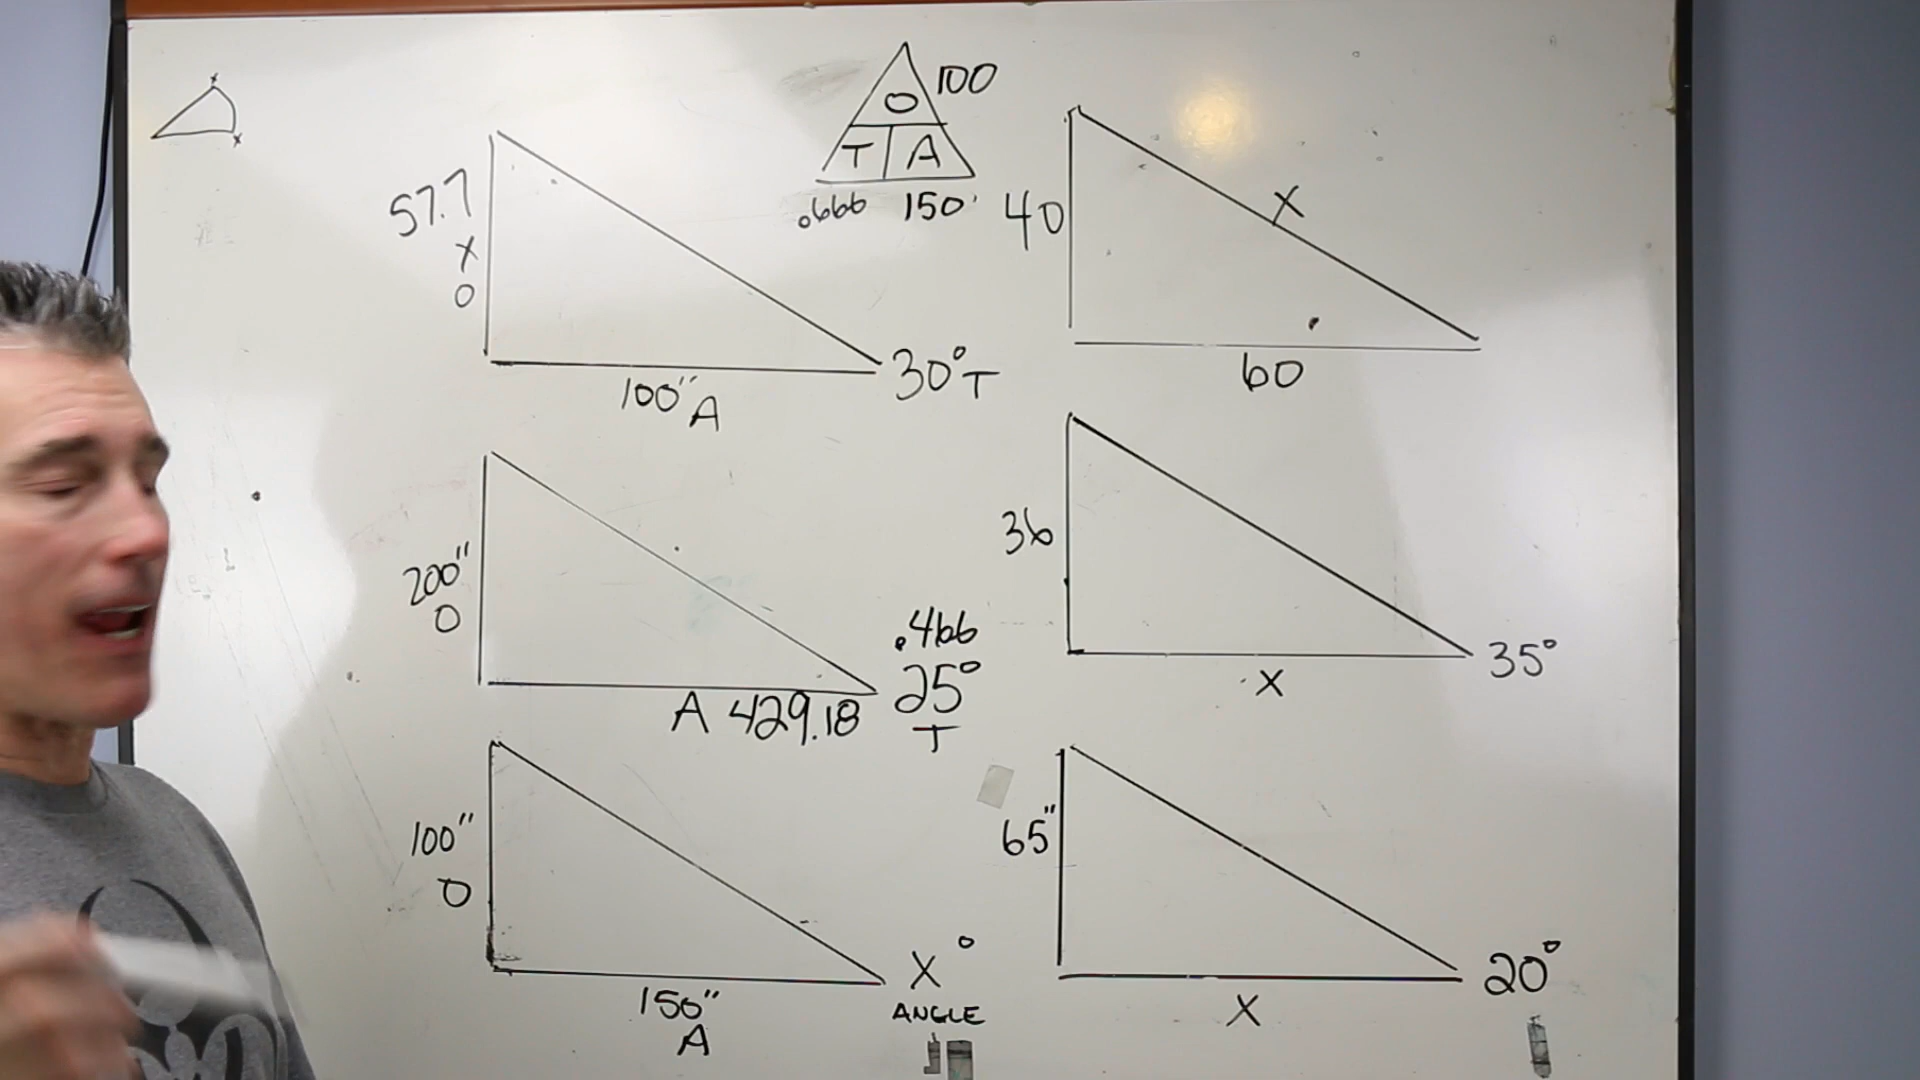 O 100
T A
.666 150'
57.7
X
O
100" A
30° T
40
X
60
200"
O
.466
25°
T
A 429.18
36
35°
X
100"
O
X °
ANGLE
150"
A
65"
20°
X